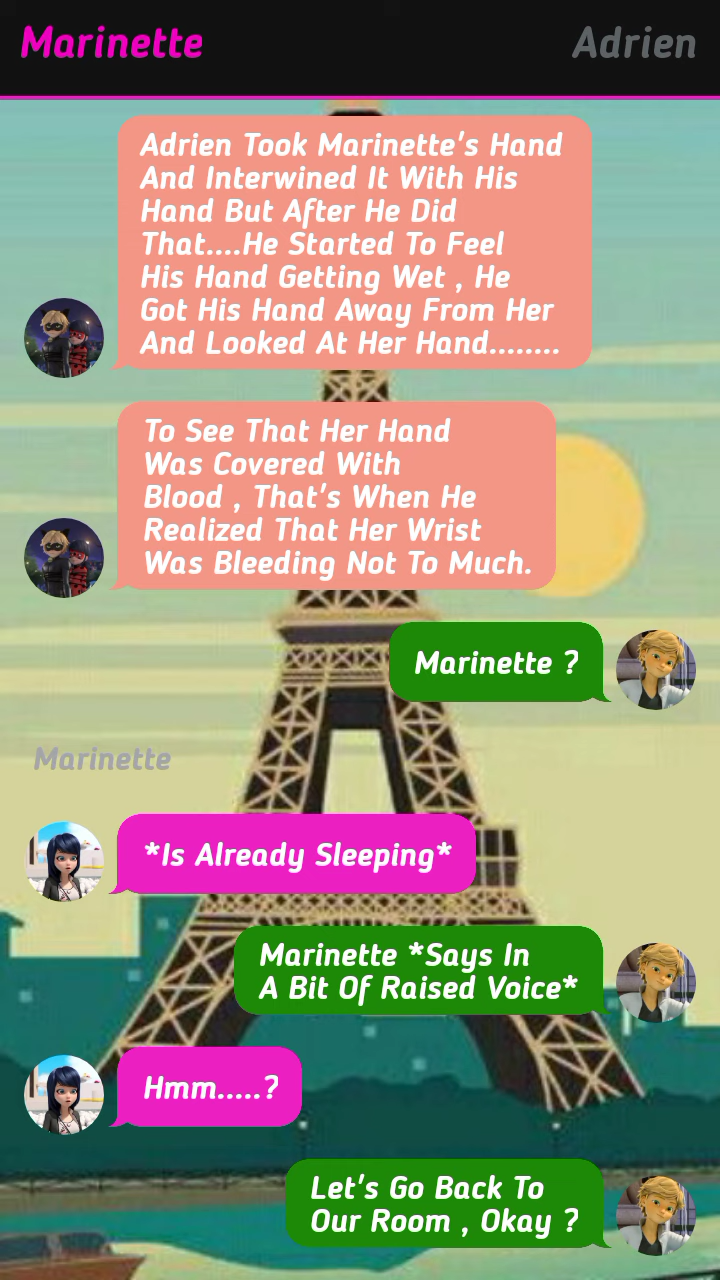 Marinette
Adrien
Adrien Took Marinette's Hand
And Interwined It With His
Hand But After He Did
That....He Started To Feel
His Hand Getting Wet , He
Got His Hand Away From Her
And Looked At Her Hand........
To See That Her Hand
Was Covered With
Blood , That's When He
Realized That Her Wrist
Was Bleeding Not To Much.
Marinette ?
Marinette
*Is Already Sleeping*
Marinette *Says In
A Bit Of Raised Voice*
Hmm.....?
Let's Go Back To
Our Room , Okay ?